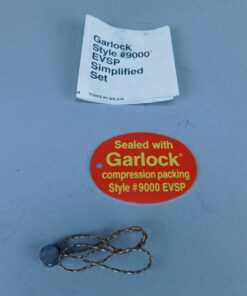 Garlock
Style #9000
EVSP
Simplified
Set
Sealed with
Garlock®
compression packing
Style #9000 EVSP